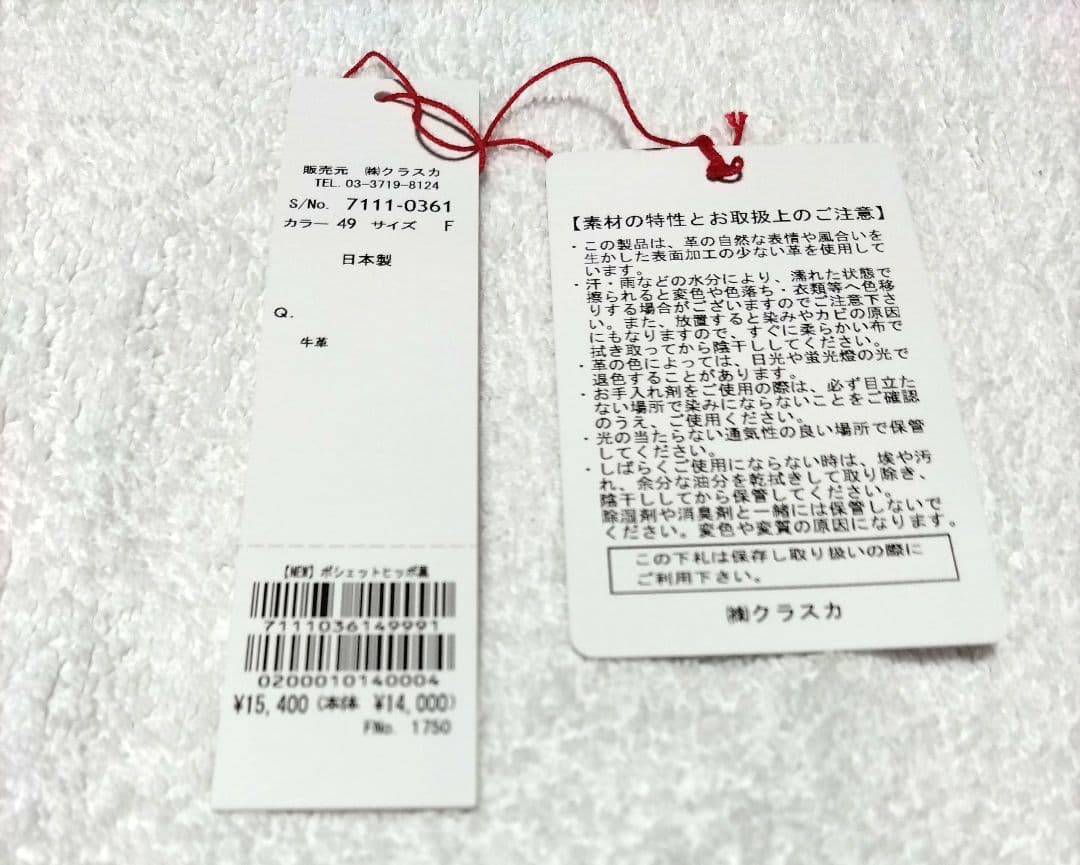 販売元 ㈱クラスカ
TEL. 03-3719-8124
S/No. 7111-0361
カラー 49 サイズ F
日本製
Q.
牛革
【NEW】ポシェットヒッポ
7111036149991
0200010140004
¥15,400 (本体 ¥14,000)
FNo. 1750
【素材の特性とお取扱上のご注意】
・この製品は、革の自然な表情や風合いを
生かした表面加工の少ない革を使用して
います。
・汗・雨などの水分により、濡れた状態で
擦られると変色や色落ち・衣類等へ色移
りする場合がございますのでご注意下さ
い。また、放置すると染みやカビの原因
にもなりますので、すぐに柔らかい布で
拭き取ってから陰干ししてください。
・革の色によっては、日光や蛍光燈の光で
退色することがあります。
・お手入れ剤をご使用の際は、必ず目立た
ない場所で染みにならないことをご確認
のうえ、ご使用ください。
・光の当たらない通気性の良い場所で保管
してください。
・しばらくご使用にならない時は、埃や汚
れ、余分な油分を乾拭きして取り除き、
陰干ししてから保管してください。
除湿剤や消臭剤と一緒には保管しないで
ください。変色や変質の原因になります。
この下札は保存し取り扱いの際に
ご利用下さい。
㈱クラスカ